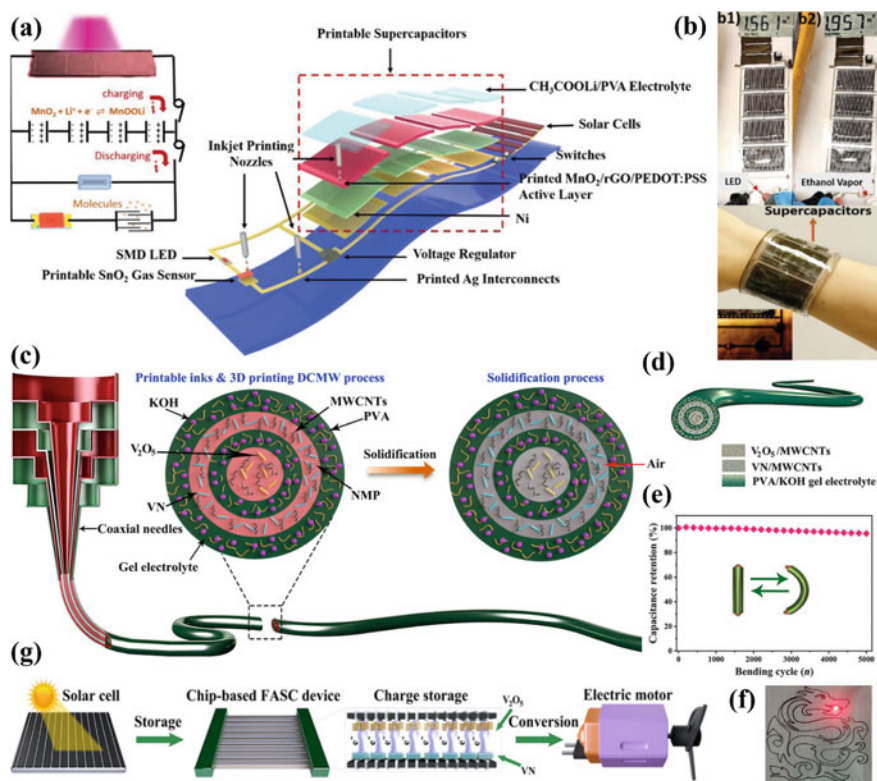 (a)
Printable Supercapacitors
CH₃COOLi/PVA Electrolyte
charging
MnO₂ + Li⁺ + e⁻ ⇌ MnOOLi
Discharging
Molecules
Inkjet Printing
Nozzles
Solar Cells
Switches
Printed MnO₂/rGO/PEDOT:PSS
Active Layer
Ni
SMD LED
Printable SnO₂ Gas Sensor
Voltage Regulator
Printed Ag Interconnects
(b)
b1) 1.561
b2) 1.957
LED
Ethanol Vapor
Supercapacitors
(c)
Printable inks & 3D printing DCMW process
Solidification process
KOH
MWCNTs
PVA
V₂O₅
Solidification
Air
VN
NMP
Coaxial needles
Gel electrolyte
(d)
V₂O₅/MWCNTs
VN/MWCNTs
PVA/KOH gel electrolyte
(e)
Capacitance retention (%)
100
80
60
40
20
0
0 1000 2000 3000 4000 5000
Bending cycle (n)
(f)
(g)
Solar cell
Storage
Chip-based FASC device
Charge storage
V₂O₅
VN
Conversion
Electric motor